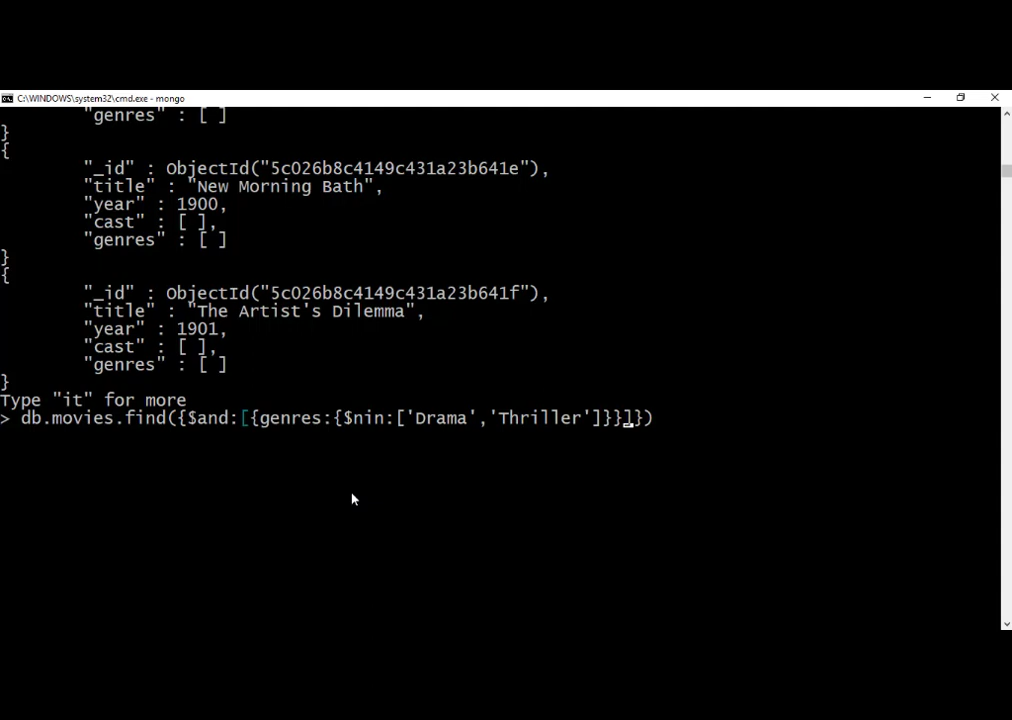 C:\WINDOWS\system32\cmd.exe - mongo
"genres" : [ ]
}
{
"_id" : ObjectId("5c026b8c4149c431a23b641e"),
"title" : "New Morning Bath",
"year" : 1900,
"cast" : [ ],
"genres" : [ ]
}
{
"_id" : ObjectId("5c026b8c4149c431a23b641f"),
"title" : "The Artist's Dilemma",
"year" : 1901,
"cast" : [ ],
"genres" : [ ]
}
Type "it" for more
> db.movies.find({$and:[{genres:{$nin:['Drama','Thriller']}}]})